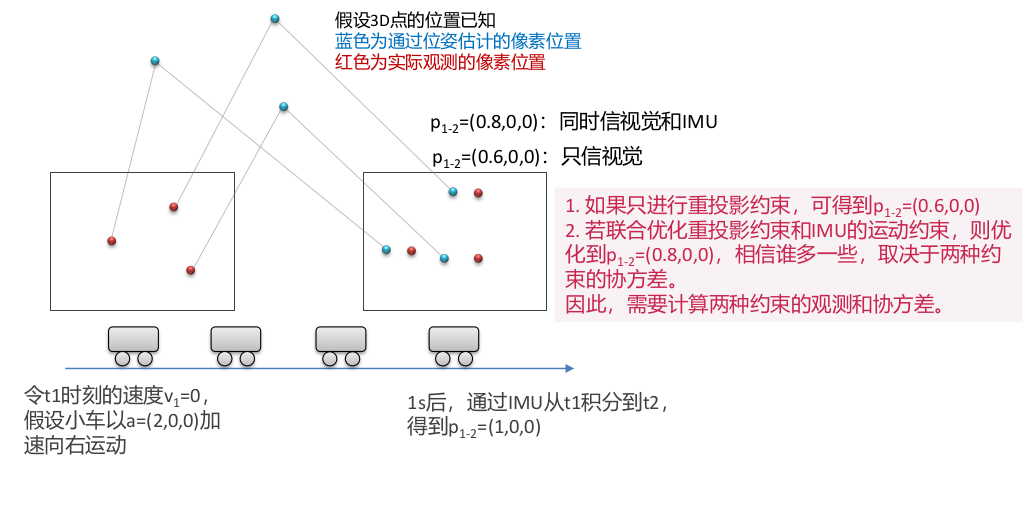 假设3D点的位置已知
蓝色为通过位姿估计的像素位置
红色为实际观测的像素位置
p1-2=(0.8,0,0)：同时信视觉和IMU
p1-2=(0.6,0,0)：只信视觉
1. 如果只进行重投影约束，可得到p1-2=(0.6,0,0)
2. 若联合优化重投影约束和IMU的运动约束，则优
化到p1-2=(0.8,0,0)，相信谁多一些，取决于两种约
束的协方差。
因此，需要计算两种约束的观测和协方差。
令t1时刻的速度v1=0，
假设小车以a=(2,0,0)加
速向右运动
1s后，通过IMU从t1积分到t2，
得到p1-2=(1,0,0)